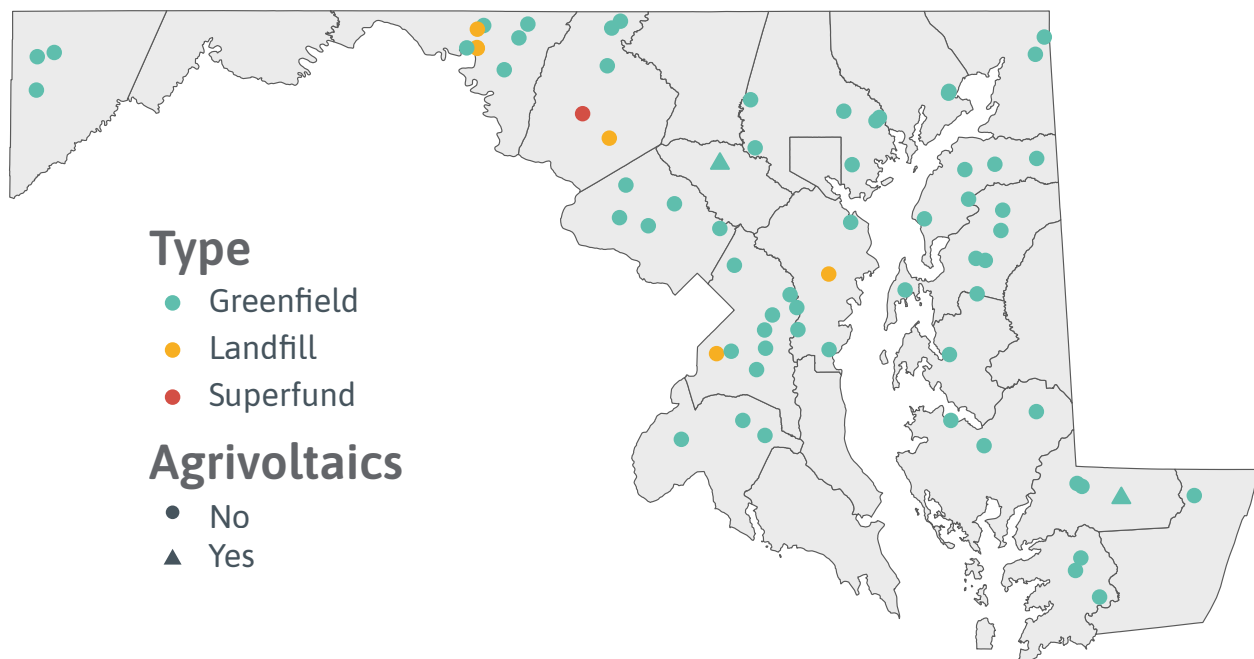 Type
Greenfield
Landfill
Superfund
Agrivoltaics
No
Yes